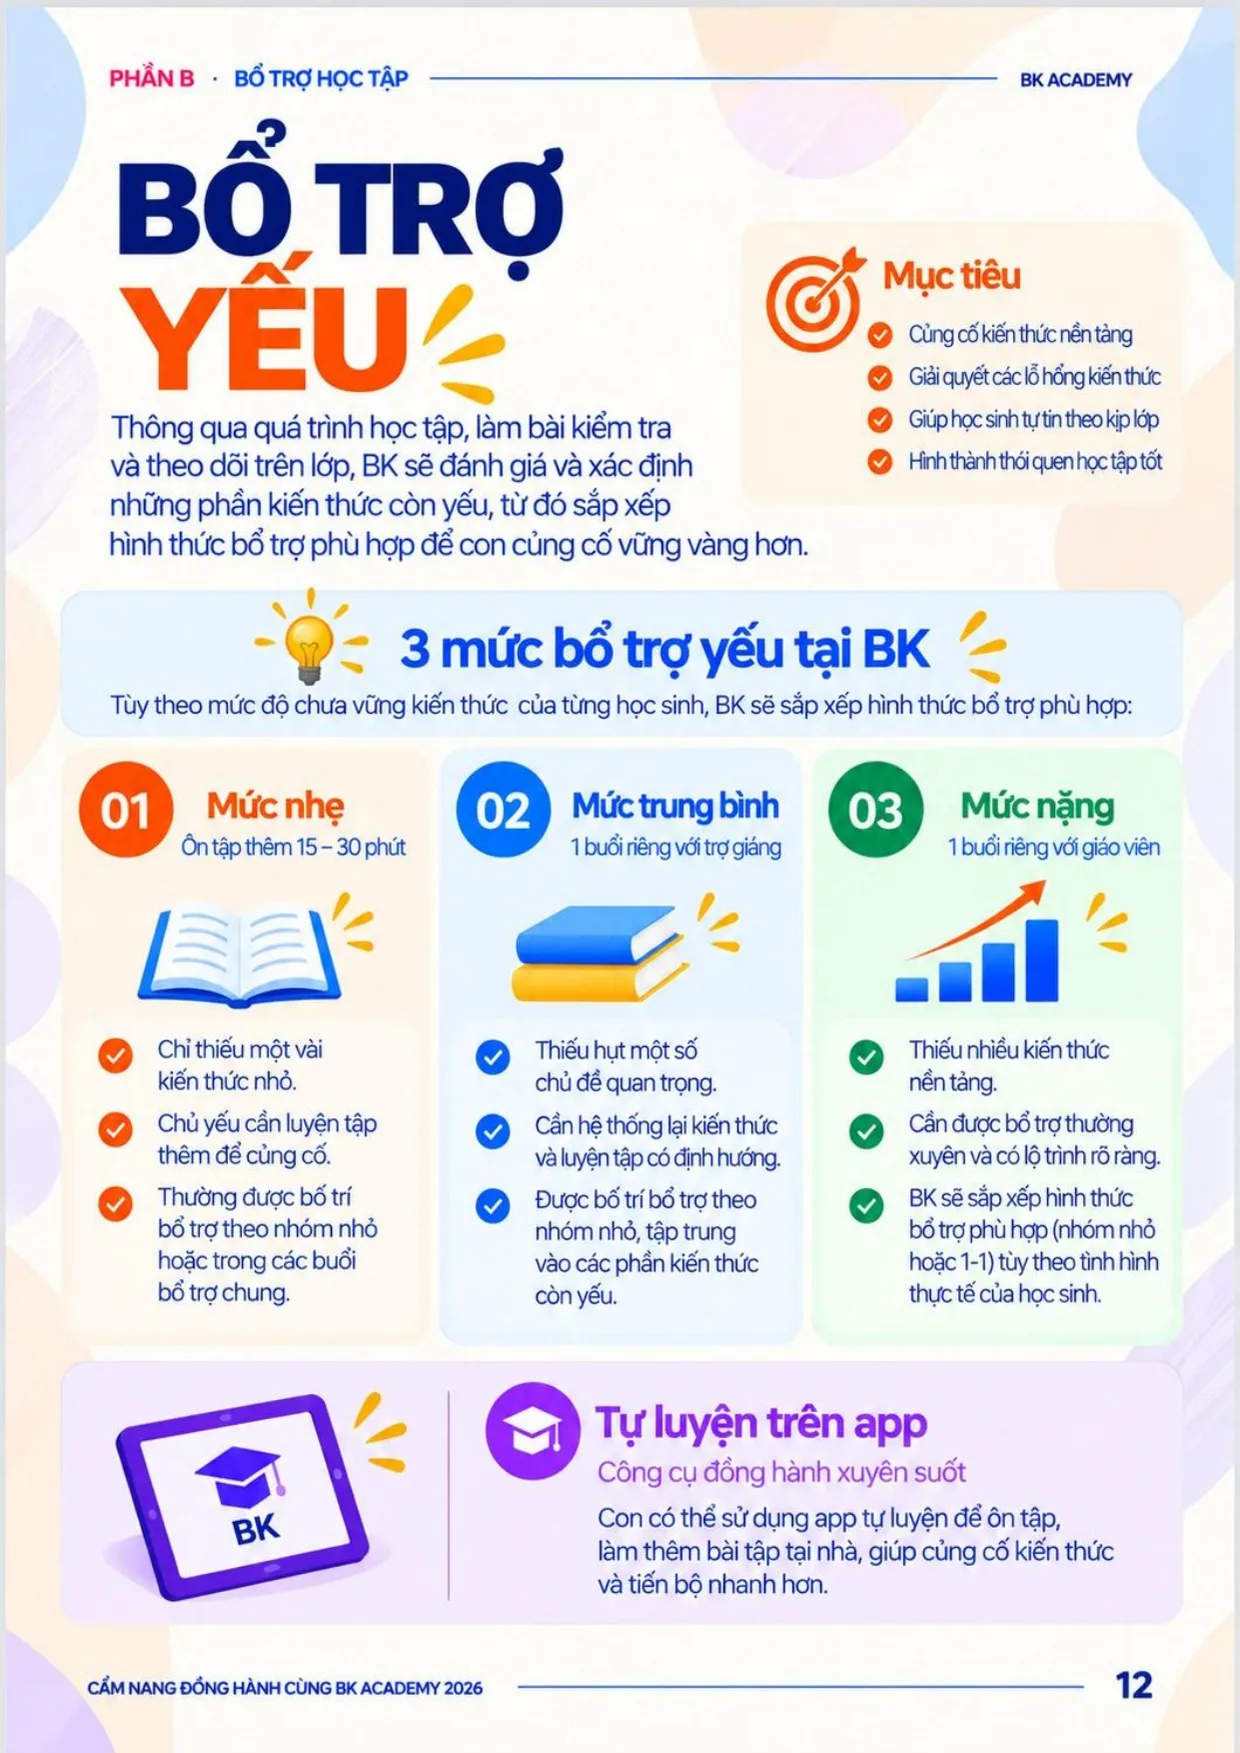 PHẦN B · BỔ TRỢ HỌC TẬP
BK ACADEMY
BỔ TRỢ
YẾU
Thông qua quá trình học tập, làm bài kiểm tra
và theo dõi trên lớp, BK sẽ đánh giá và xác định
những phần kiến thức còn yếu, từ đó sắp xếp
hình thức bổ trợ phù hợp để con củng cố vững vàng hơn.
Mục tiêu
Củng cố kiến thức nền tảng
Giải quyết các lỗ hổng kiến thức
Giúp học sinh tự tin theo kịp lớp
Hình thành thói quen học tập tốt
3 mức bổ trợ yếu tại BK
Tùy theo mức độ chưa vững kiến thức của từng học sinh, BK sẽ sắp xếp hình thức bổ trợ phù hợp:
01
Mức nhẹ
Ôn tập thêm 15 – 30 phút
Chỉ thiếu một vài
kiến thức nhỏ.
Chủ yếu cần luyện tập
thêm để củng cố.
Thường được bố trí
bổ trợ theo nhóm nhỏ
hoặc trong các buổi
bổ trợ chung.
02
Mức trung bình
1 buổi riêng với trợ giảng
Thiếu hụt một số
chủ đề quan trọng.
Cần hệ thống lại kiến thức
và luyện tập có định hướng.
Được bố trí bổ trợ theo
nhóm nhỏ, tập trung
vào các phần kiến thức
còn yếu.
03
Mức nặng
1 buổi riêng với giáo viên
Thiếu nhiều kiến thức
nền tảng.
Cần được bổ trợ thường
xuyên và có lộ trình rõ ràng.
BK sẽ sắp xếp hình thức
bổ trợ phù hợp (nhóm nhỏ
hoặc 1-1) tùy theo tình hình
thực tế của học sinh.
BK
Tự luyện trên app
Công cụ đồng hành xuyên suốt
Con có thể sử dụng app tự luyện để ôn tập,
làm thêm bài tập tại nhà, giúp củng cố kiến thức
và tiến bộ nhanh hơn.
CẨM NANG ĐỒNG HÀNH CÙNG BK ACADEMY 2026
12